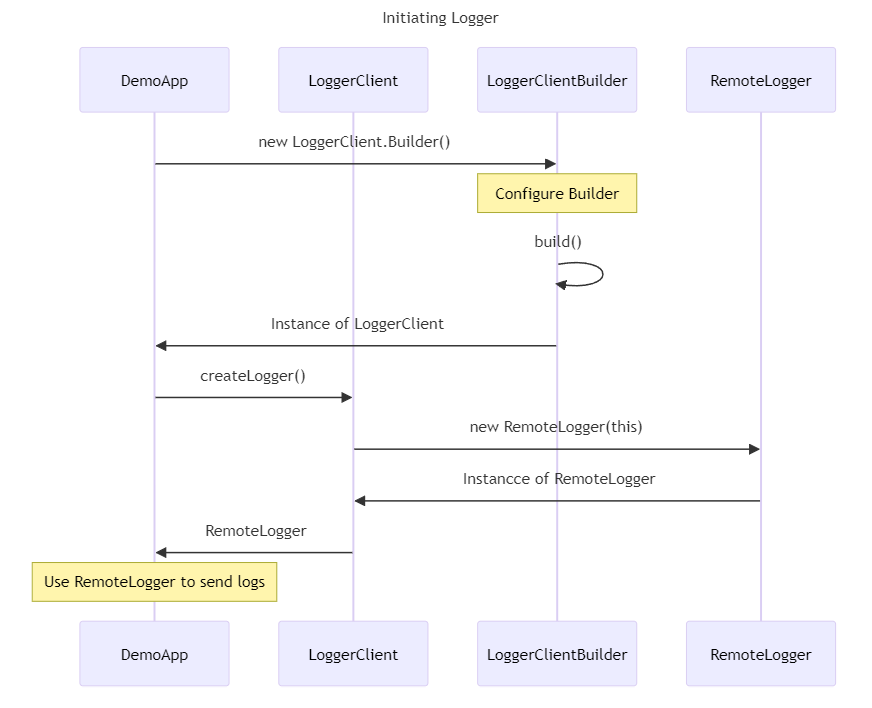 Initiating Logger
DemoApp
LoggerClient
LoggerClientBuilder
RemoteLogger
new LoggerClient.Builder()
Configure Builder
build()
Instance of LoggerClient
createLogger()
new RemoteLogger(this)
Instancce of RemoteLogger
RemoteLogger
Use RemoteLogger to send logs
DemoApp
LoggerClient
LoggerClientBuilder
RemoteLogger